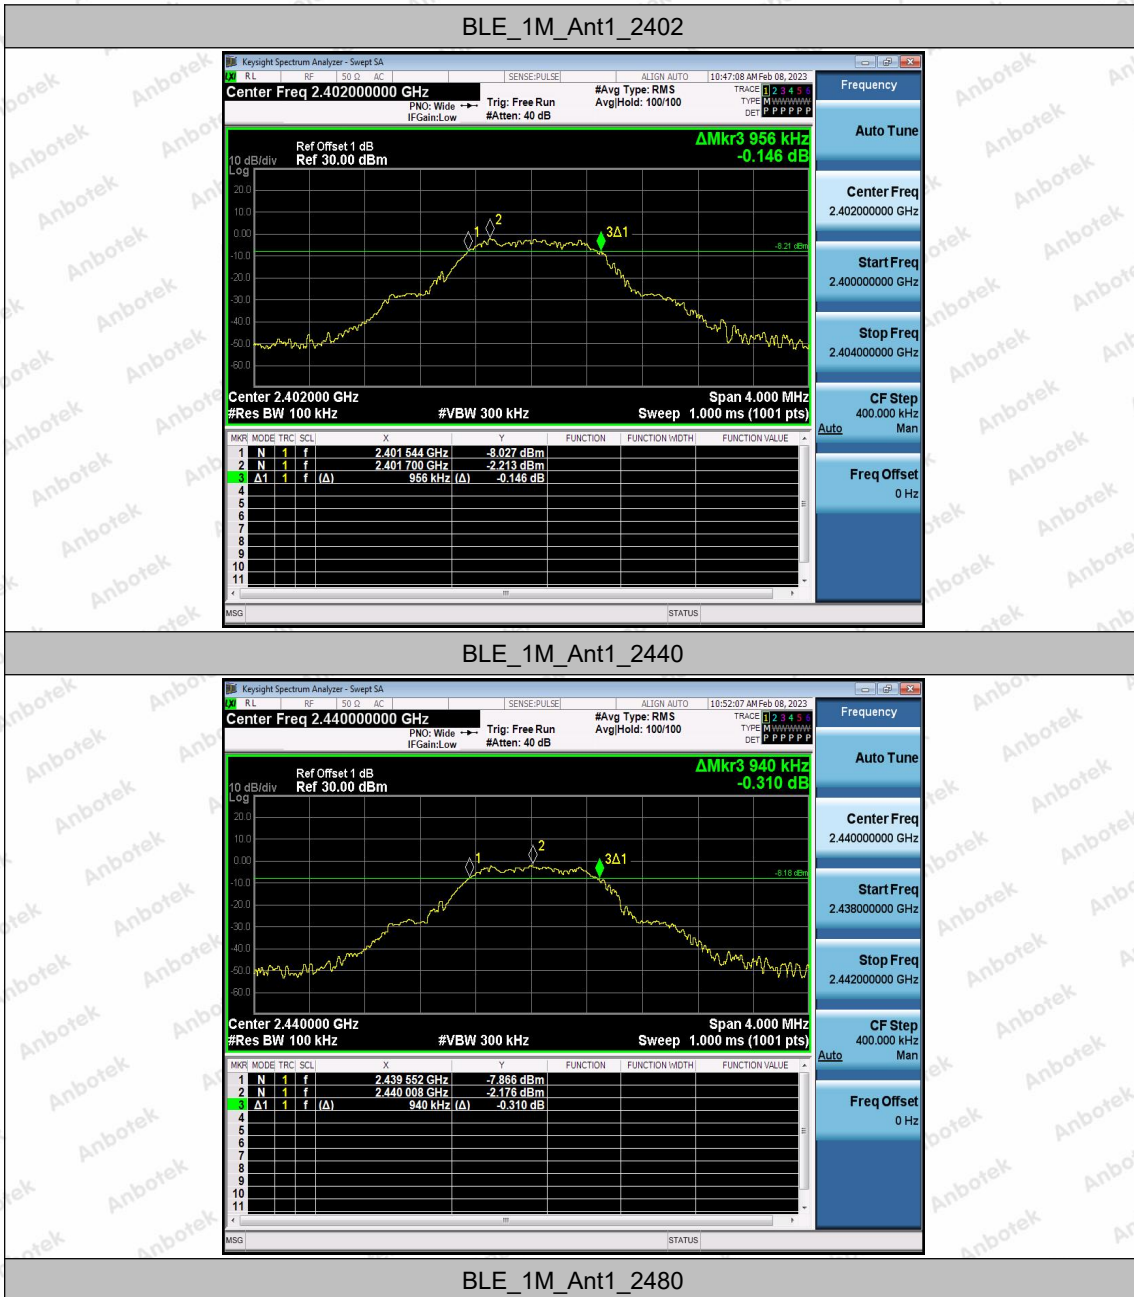 BLE_1M_Ant1_2402
Keysight Spectrum Analyzer - Swept SA
LXI RL RF 50 Ω AC SENSE:PULSE ALIGN AUTO 10:47:08 AM Feb 08, 2023
Center Freq 2.402000000 GHz
PNO: Wide
IFGain:Low
Trig: Free Run
#Atten: 40 dB
#Avg Type: RMS
Avg|Hold: 100/100
TRACE 1 2 3 4 5 6
TYPE M WWWWW
DET P P P P P P
ΔMkr3 956 kHz
-0.146 dB
Ref Offset 1 dB
10 dB/div Ref 30.00 dBm
Log
20.0
10.0
0.00
-10.0
-20.0
-30.0
-40.0
-50.0
-60.0
1
2
3Δ1
-8.21 dBm
Center 2.402000 GHz Span 4.000 MHz
#Res BW 100 kHz #VBW 300 kHz Sweep 1.000 ms (1001 pts)
MKR MODE TRC SCL X Y FUNCTION FUNCTION WIDTH FUNCTION VALUE
1 N 1 f 2.401 544 GHz -8.027 dBm
2 N 1 f 2.401 700 GHz -2.213 dBm
3 Δ1 1 f (Δ) 956 kHz (Δ) -0.146 dB
4
5
6
7
8
9
10
11
MSG STATUS
Frequency
Auto Tune
Center Freq
2.402000000 GHz
Start Freq
2.400000000 GHz
Stop Freq
2.404000000 GHz
CF Step
400.000 kHz
Auto Man
Freq Offset
0 Hz
BLE_1M_Ant1_2440
Keysight Spectrum Analyzer - Swept SA
LXI RL RF 50 Ω AC SENSE:PULSE ALIGN AUTO 10:52:07 AM Feb 08, 2023
Center Freq 2.440000000 GHz
PNO: Wide
IFGain:Low
Trig: Free Run
#Atten: 40 dB
#Avg Type: RMS
Avg|Hold: 100/100
TRACE 1 2 3 4 5 6
TYPE M WWWWW
DET P P P P P P
ΔMkr3 940 kHz
-0.310 dB
Ref Offset 1 dB
10 dB/div Ref 30.00 dBm
Log
20.0
10.0
0.00
-10.0
-20.0
-30.0
-40.0
-50.0
-60.0
1
2
3Δ1
-8.18 dBm
Center 2.440000 GHz Span 4.000 MHz
#Res BW 100 kHz #VBW 300 kHz Sweep 1.000 ms (1001 pts)
MKR MODE TRC SCL X Y FUNCTION FUNCTION WIDTH FUNCTION VALUE
1 N 1 f 2.439 552 GHz -7.866 dBm
2 N 1 f 2.440 008 GHz -2.176 dBm
3 Δ1 1 f (Δ) 940 kHz (Δ) -0.310 dB
4
5
6
7
8
9
10
11
MSG STATUS
Frequency
Auto Tune
Center Freq
2.440000000 GHz
Start Freq
2.438000000 GHz
Stop Freq
2.442000000 GHz
CF Step
400.000 kHz
Auto Man
Freq Offset
0 Hz
BLE_1M_Ant1_2480
Anbotek